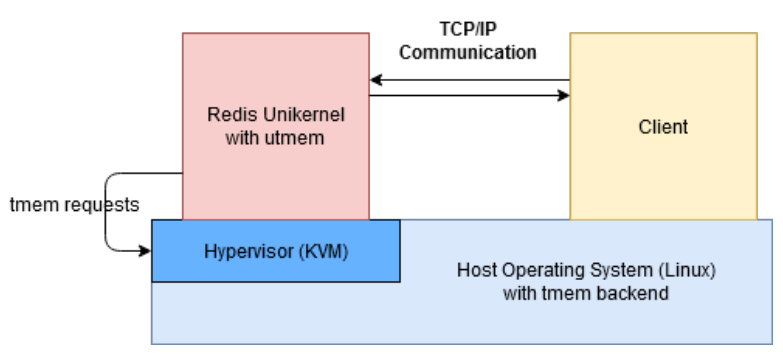 TCP/IP
Communication
Redis Unikernel
with utmem
Client
tmem requests
Hypervisor (KVM)
Host Operating System (Linux)
with tmem backend